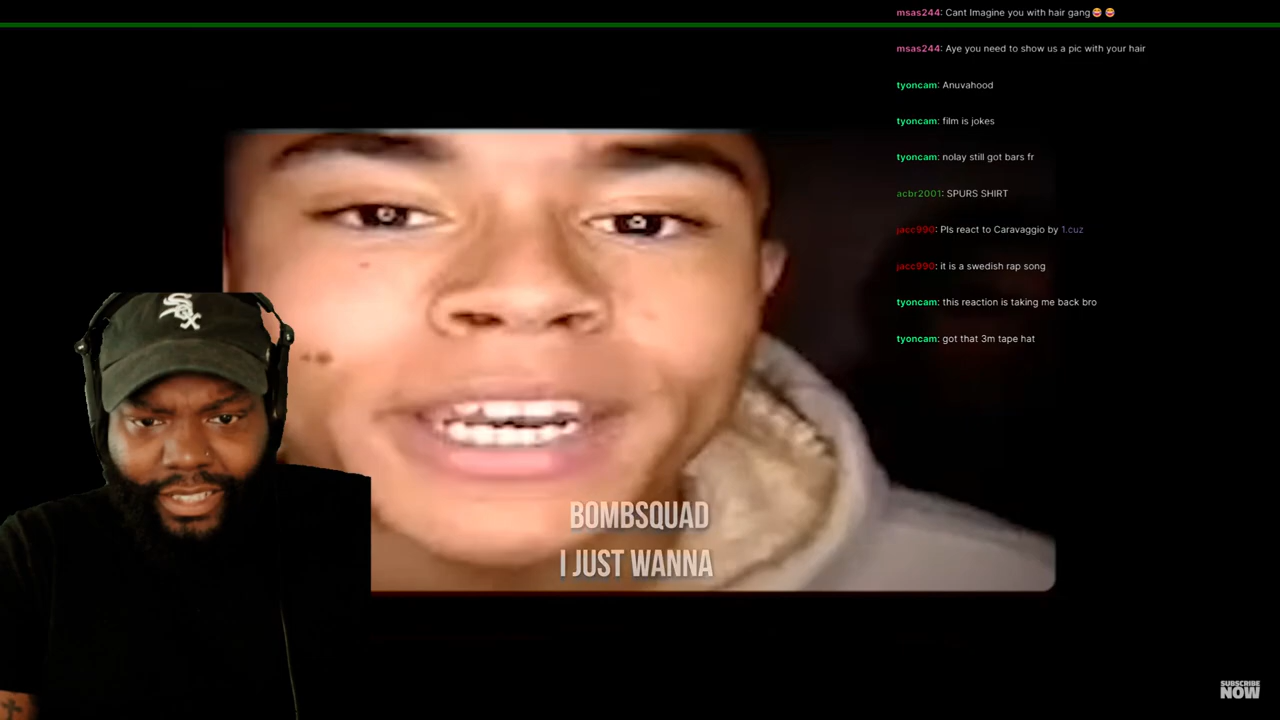 msas244: Cant Imagine you with hair gang😂 😂
msas244: Aye you need to show us a pic with your hair
tyoncam: Anuvahood
tyoncam: film is jokes
tyoncam: nolay still got bars fr
acbr2001: SPURS SHIRT
jacc990: Pls react to Caravaggio by 1.cuz
jacc990: it is a swedish rap song
tyoncam: this reaction is taking me back bro
tyoncam: got that 3m tape hat
Sox
BOMBSQUAD
I JUST WANNA
SUBSCRIBE
NOW